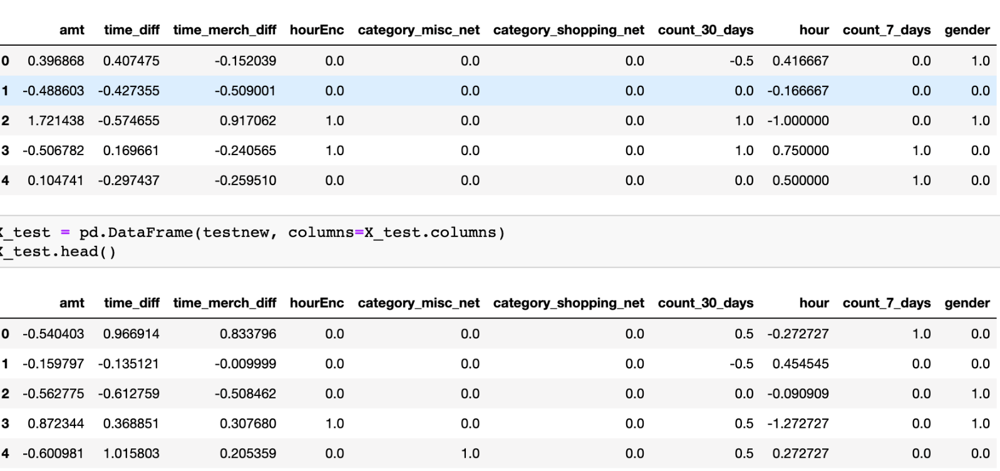 amt time_diff time_merch_diff hourEnc category_misc_net category_shopping_net count_30_days hour count_7_days gender
0 0.396868 0.407475 -0.152039 0.0 0.0 0.0 -0.5 0.416667 0.0 1.0
1 -0.488603 -0.427355 -0.509001 0.0 0.0 0.0 0.0 -0.166667 0.0 0.0
2 1.721438 -0.574655 0.917062 1.0 0.0 0.0 1.0 -1.000000 0.0 1.0
3 -0.506782 0.169661 -0.240565 1.0 0.0 0.0 1.0 0.750000 1.0 0.0
4 0.104741 -0.297437 -0.259510 0.0 0.0 0.0 0.0 0.500000 1.0 0.0
X_test = pd.DataFrame(testnew, columns=X_test.columns)
X_test.head()
amt time_diff time_merch_diff hourEnc category_misc_net category_shopping_net count_30_days hour count_7_days gender
0 -0.540403 0.966914 0.833796 0.0 0.0 0.0 0.5 -0.272727 1.0 0.0
1 -0.159797 -0.135121 -0.009999 0.0 0.0 0.0 -0.5 0.454545 0.0 0.0
2 -0.562775 -0.612759 -0.508462 0.0 0.0 0.0 0.0 -0.090909 0.0 1.0
3 0.872344 0.368851 0.307680 1.0 0.0 0.0 0.5 -1.272727 0.0 1.0
4 -0.600981 1.015803 0.205359 0.0 1.0 0.0 0.5 0.272727 0.0 0.0